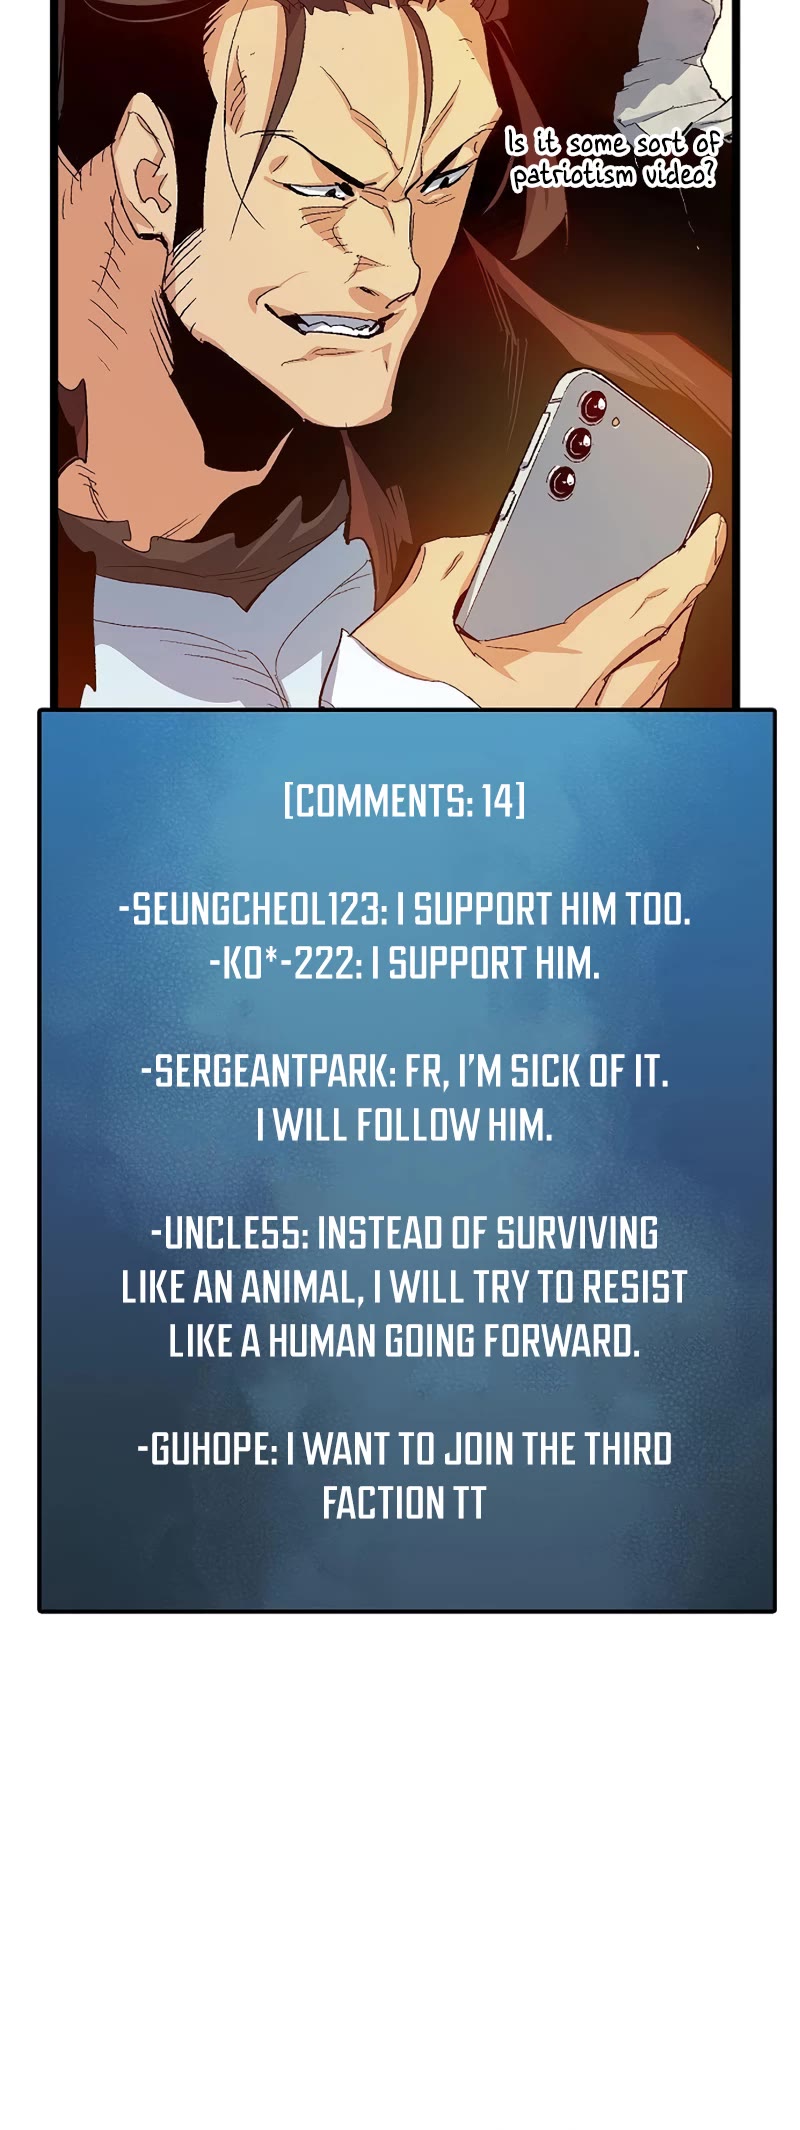 Is it some sort of
patriotism video?
[COMMENTS: 14]
-SEUNGCHEOL123: I SUPPORT HIM TOO.
-KO*-222: I SUPPORT HIM.
-SERGEANTPARK: FR, I'M SICK OF IT.
I WILL FOLLOW HIM.
-UNCLE55: INSTEAD OF SURVIVING
LIKE AN ANIMAL, I WILL TRY TO RESIST
LIKE A HUMAN GOING FORWARD.
-GUHOPE: I WANT TO JOIN THE THIRD
FACTION TT